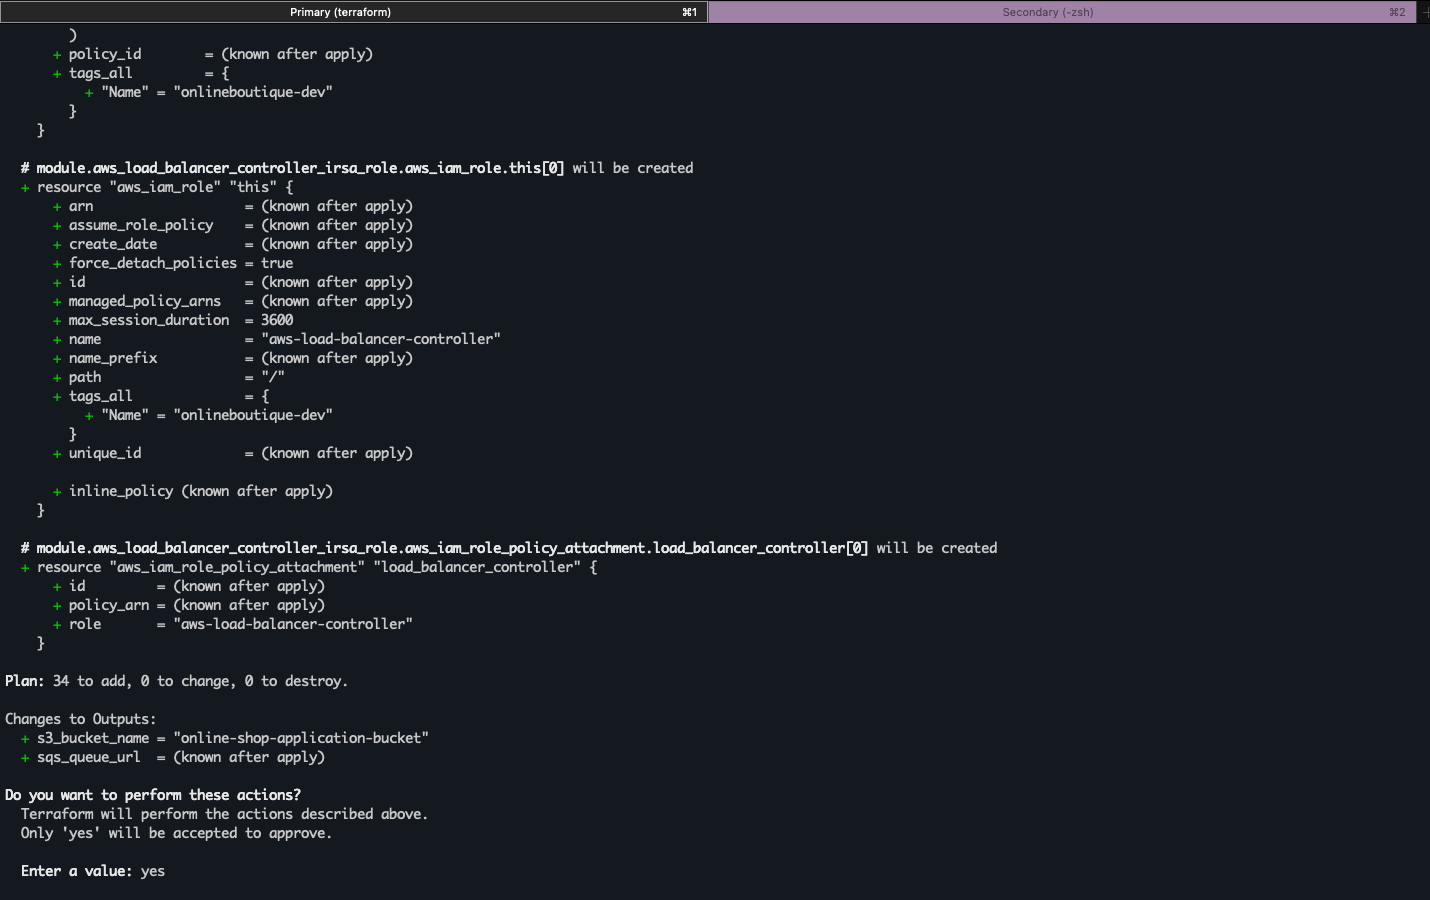 Primary (terraform) ⌘1 Secondary (-zsh) ⌘2
)
+ policy_id        = (known after apply)
+ tags_all         = {
+ "Name" = "onlineboutique-dev"
}
}
# module.aws_load_balancer_controller_irsa_role.aws_iam_role.this[0] will be created
+ resource "aws_iam_role" "this" {
+ arn                   = (known after apply)
+ assume_role_policy    = (known after apply)
+ create_date           = (known after apply)
+ force_detach_policies = true
+ id                    = (known after apply)
+ managed_policy_arns   = (known after apply)
+ max_session_duration  = 3600
+ name                  = "aws-load-balancer-controller"
+ name_prefix           = (known after apply)
+ path                  = "/"
+ tags_all              = {
+ "Name" = "onlineboutique-dev"
}
+ unique_id             = (known after apply)
+ inline_policy (known after apply)
}
# module.aws_load_balancer_controller_irsa_role.aws_iam_role_policy_attachment.load_balancer_controller[0] will be created
+ resource "aws_iam_role_policy_attachment" "load_balancer_controller" {
+ id         = (known after apply)
+ policy_arn = (known after apply)
+ role       = "aws-load-balancer-controller"
}
Plan: 34 to add, 0 to change, 0 to destroy.
Changes to Outputs:
+ s3_bucket_name = "online-shop-application-bucket"
+ sqs_queue_url  = (known after apply)
Do you want to perform these actions?
Terraform will perform the actions described above.
Only 'yes' will be accepted to approve.
Enter a value: yes